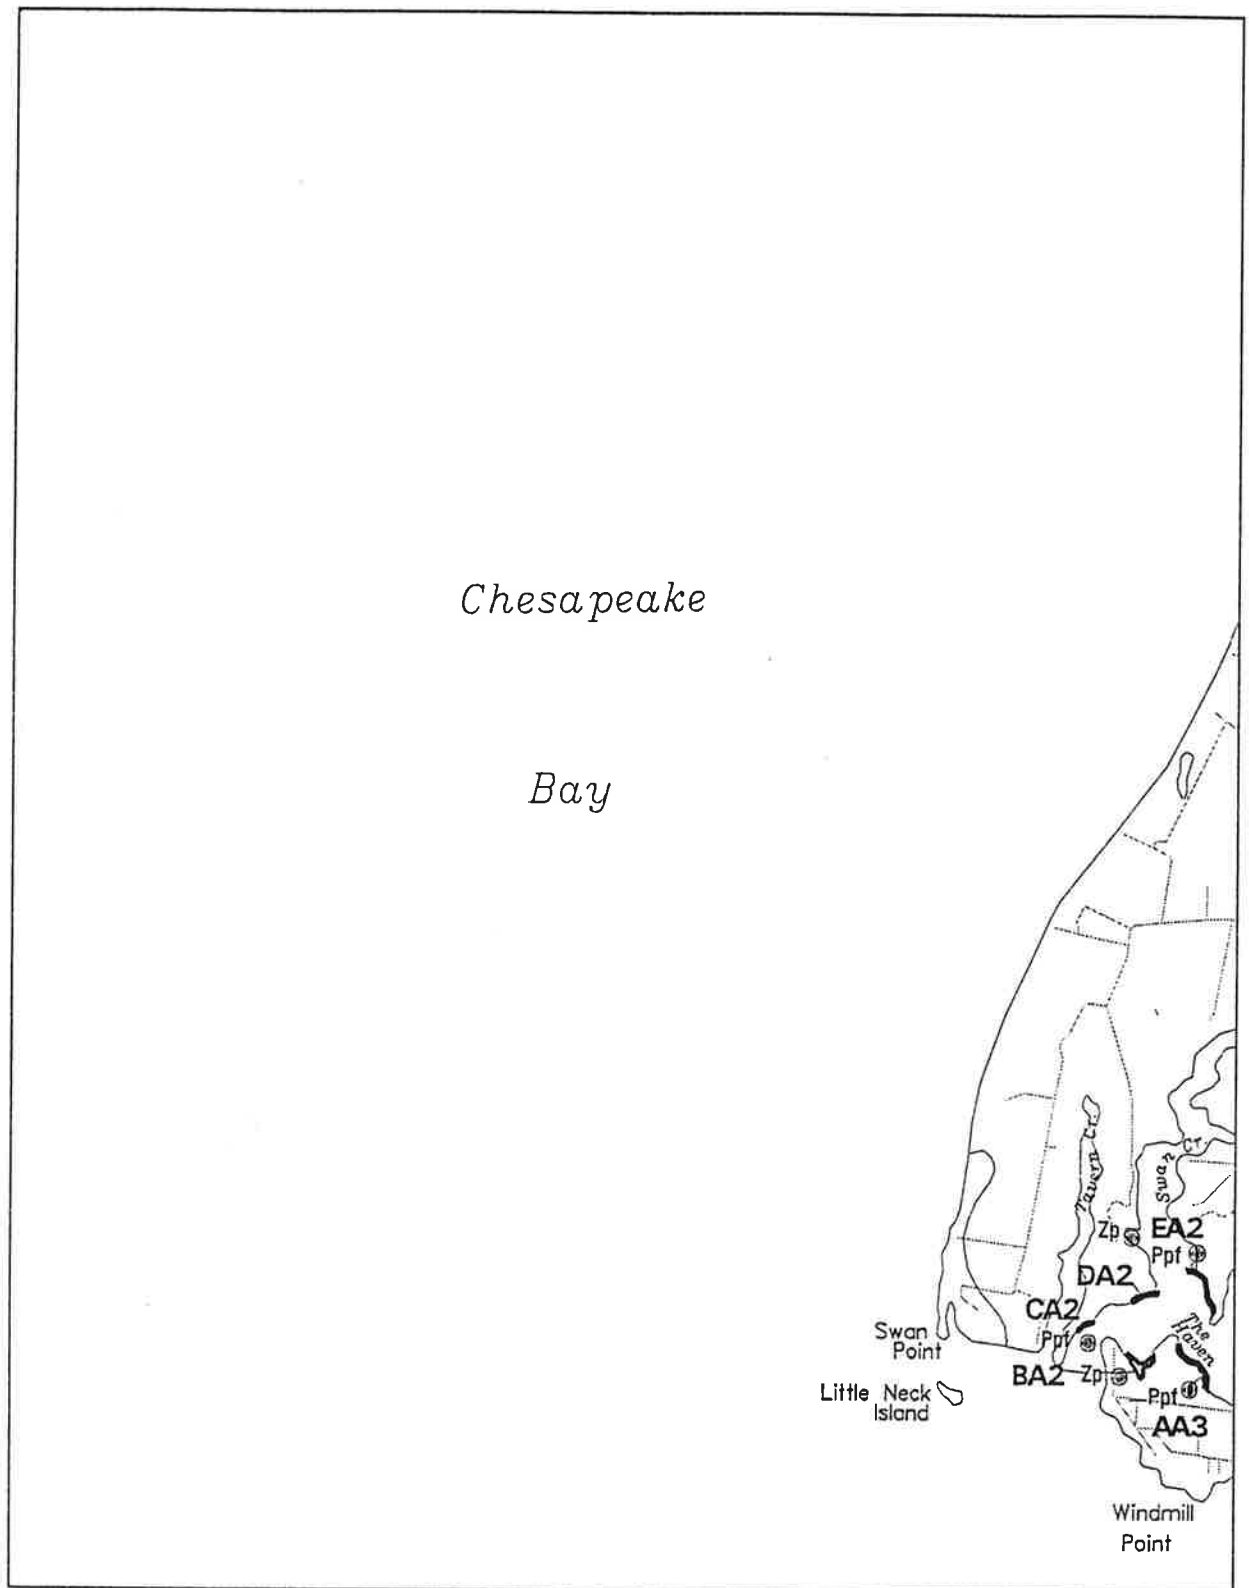 Chesapeake
Bay
Tavern Cr.
Swan Cr.
Zp
EA2
Ppf
DA2
CA2
Ppf
The
Haven
Swan
Point
BA2
Zp
Little Neck
Island
Ppf
AA3
Windmill
Point